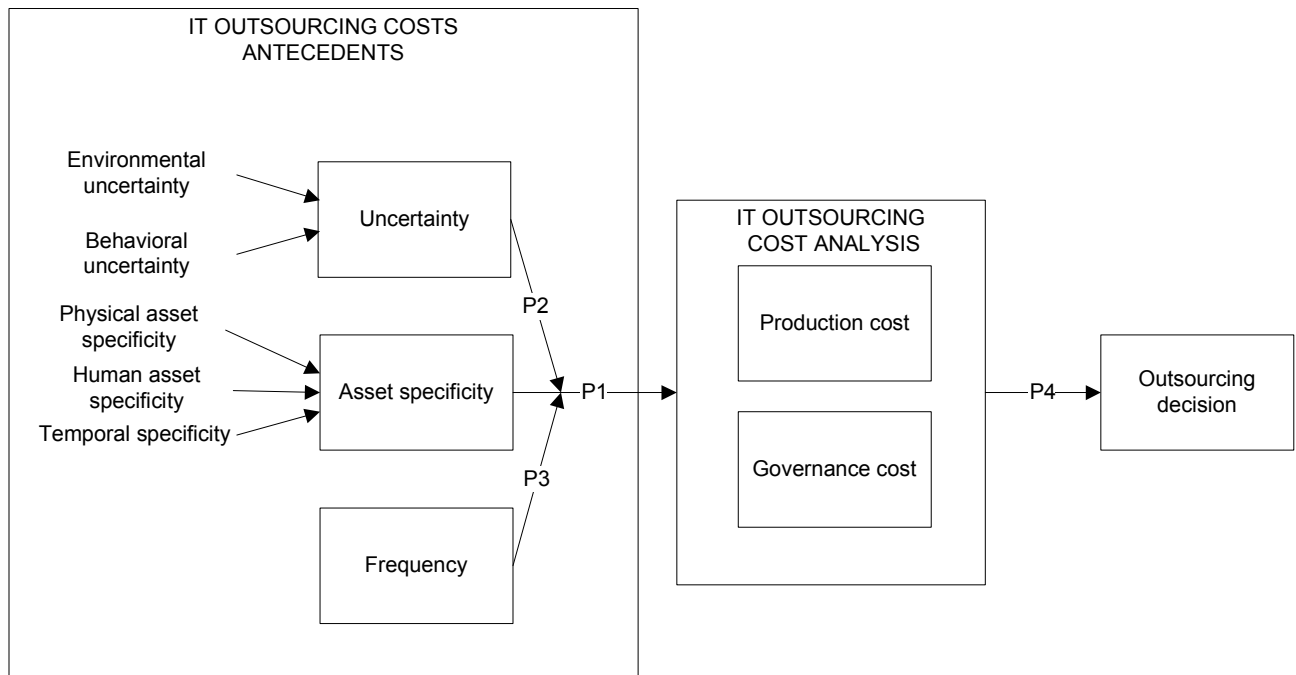 IT OUTSOURCING COSTS
ANTECEDENTS
Environmental
uncertainty
Behavioral
uncertainty
Uncertainty
P2
Physical asset
specificity
Human asset
specificity
Temporal specificity
Asset specificity
P1
P3
Frequency
IT OUTSOURCING
COST ANALYSIS
Production cost
Governance cost
P4
Outsourcing
decision